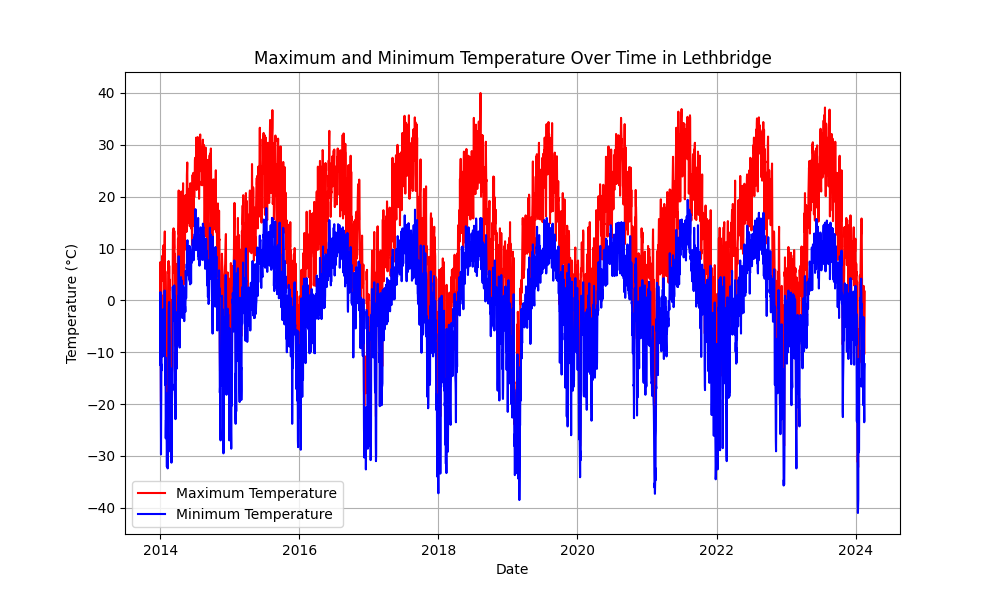 Maximum and Minimum Temperature Over Time in Lethbridge
Temperature (°C)
40
30
20
10
0
−10
−20
−30
−40
Maximum Temperature
Minimum Temperature
2014 2016 2018 2020 2022 2024
Date